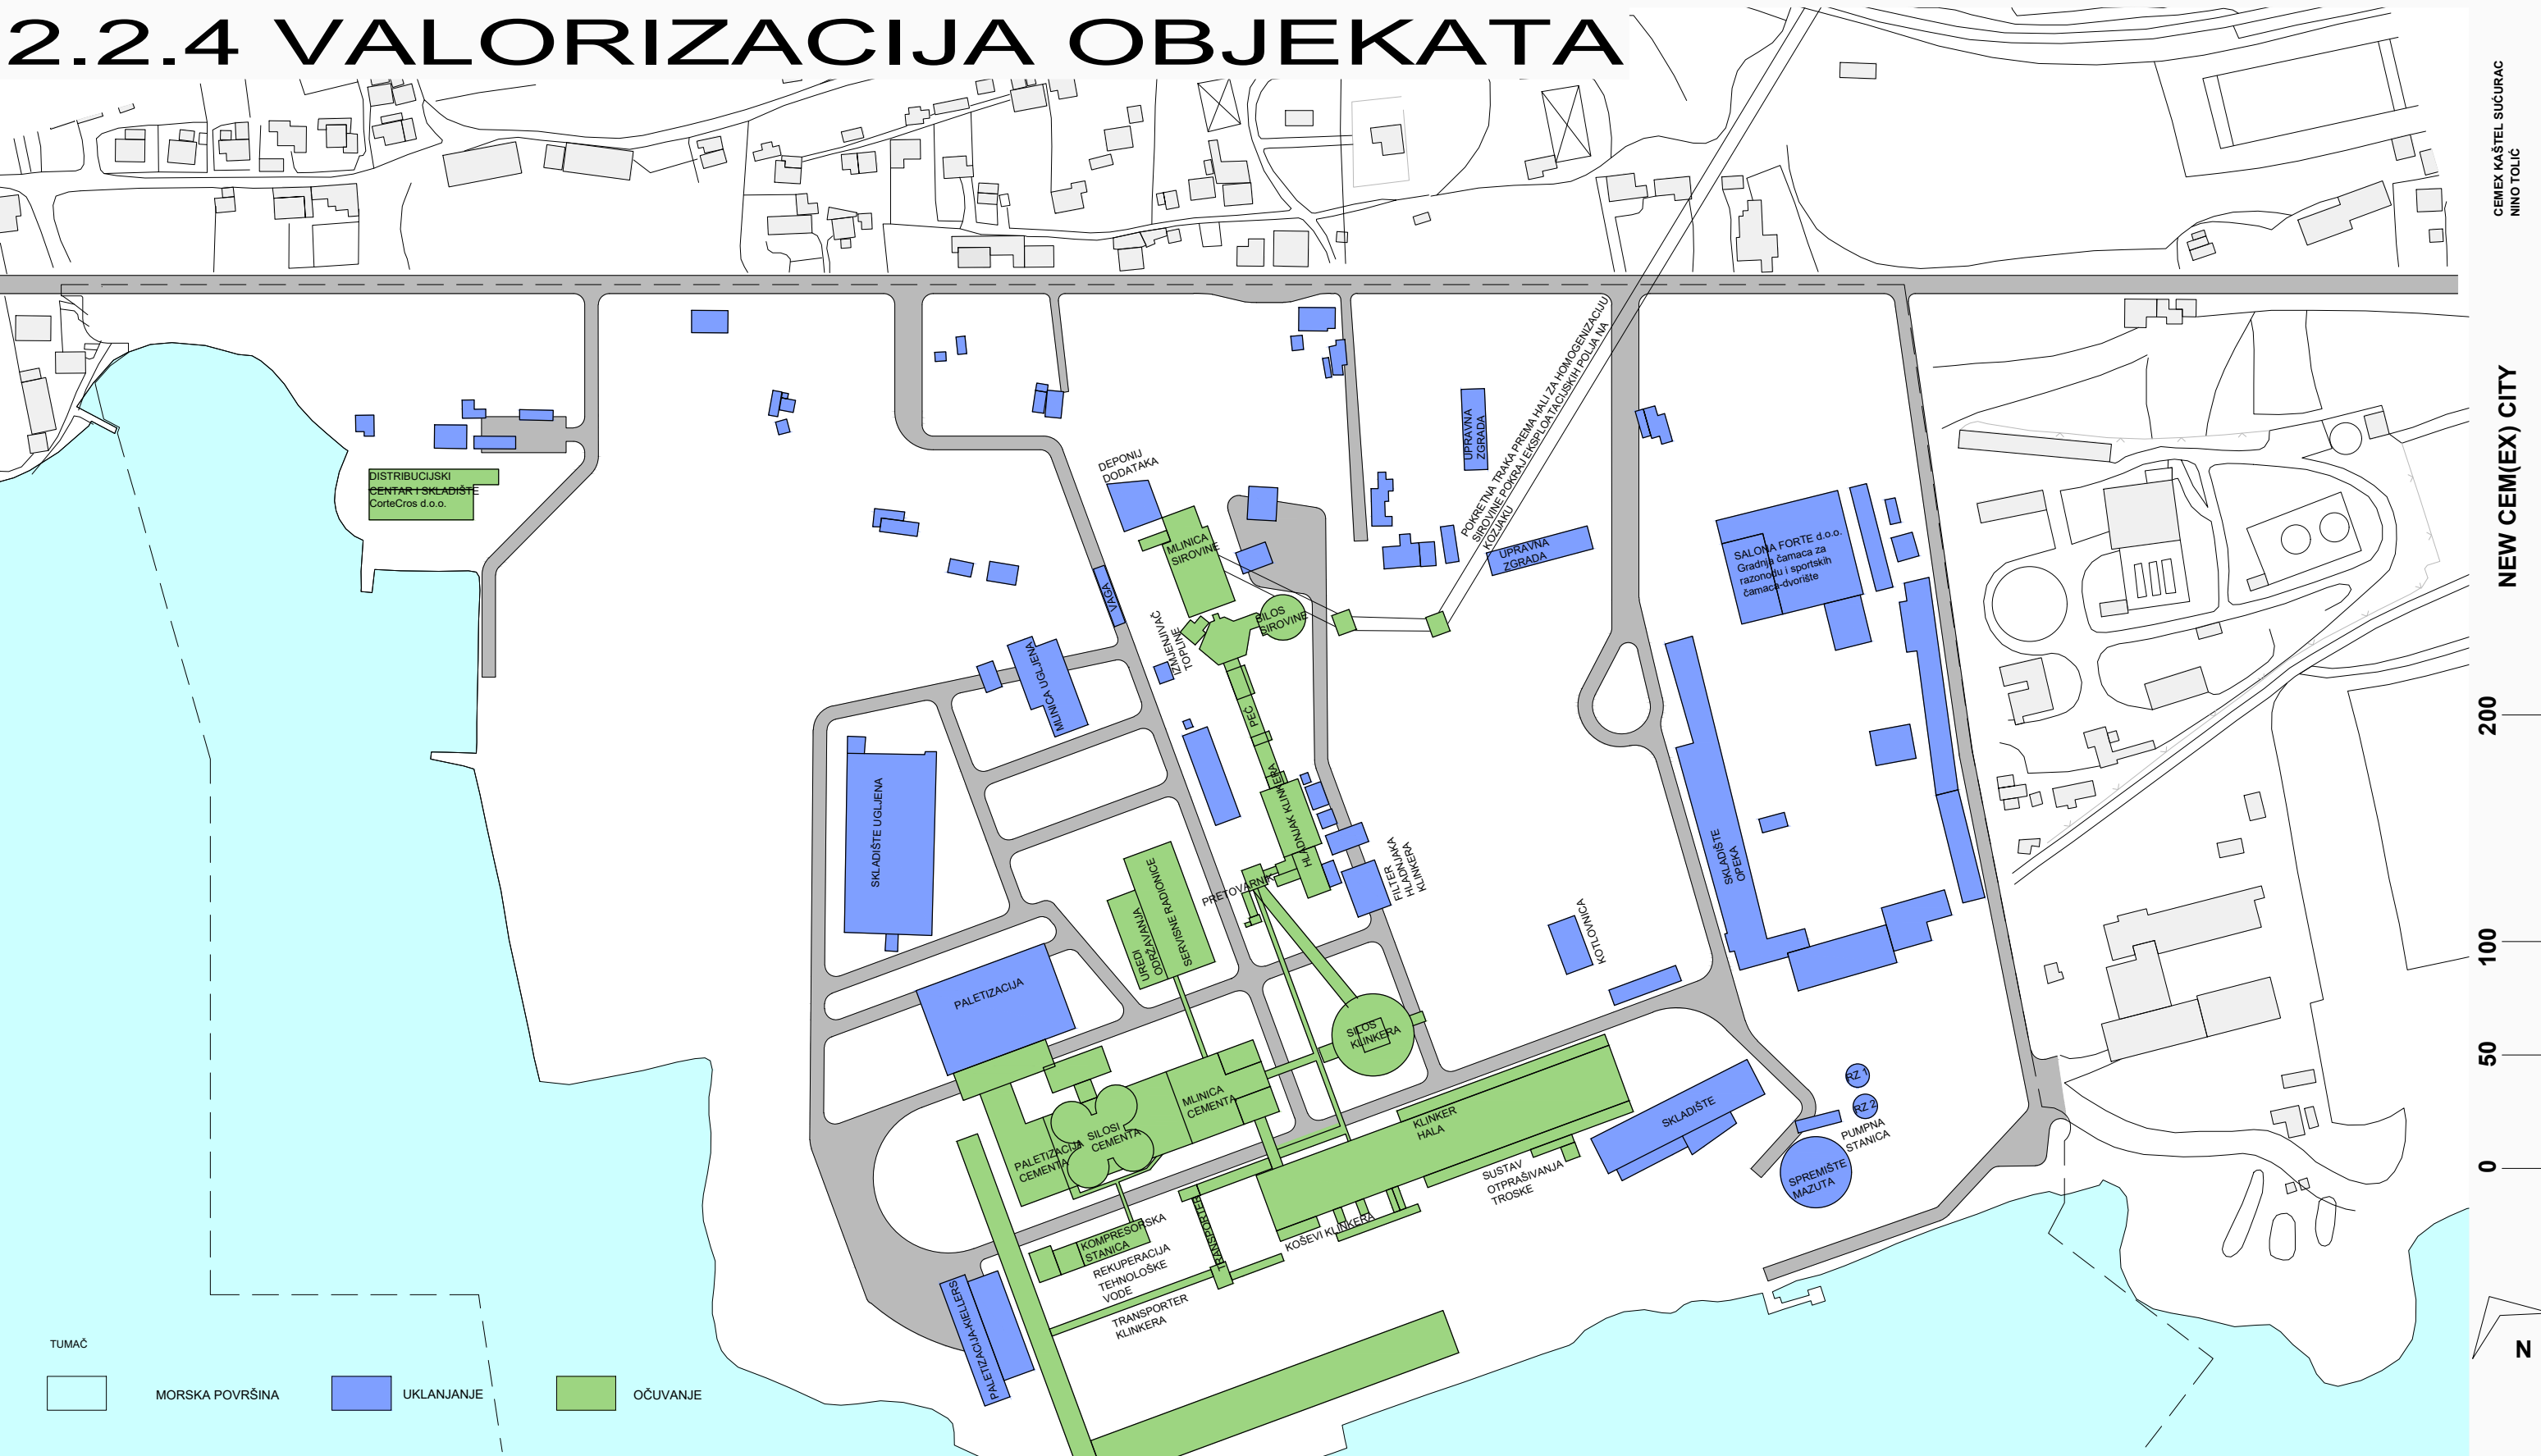 2.2.4 VALORIZACIJA OBJEKATA
CEMEX KAŠTEL SUĆURAC
NINO TOLIĆ
NEW CEM(EX) CITY
200
100
50
0
N
DISTRIBUCIJSKI
CENTAR I SKLADIŠTE
CorteCros d.o.o.
DEPONIJ
DODATAKA
MLINICA
SIROVINE
VAGA
IZMJENJIVAČ
TOPLINE
SILOS
SIROVINE
UPRAVNA
ZGRADA
POKRETNA TRAKA PREMA HALI ZA HOMOGENIZACIJU
SIROVINE POKRAJ EKSPLOATACIJSKIH POLJA NA
KOZJAKU
UPRAVNA
ZGRADA
SALONA FORTE d.o.o.
Gradnja čamaca za
razonodu i sportskih
čamaca-dvorište
MLINICA UGLJENA
PEĆ
HLADNJAK KLINKERA
SKLADIŠTE UGLJENA
UREDI
ODRŽAVANJA
SERVISNE RADIONICE
PRETOVARNIK
FILTER
HLADNJAKA
KLINKERA
SKLADIŠTE
OPEKA
KOTLOVNICA
PALETIZACIJA
SILOS
KLINKERA
MLINICA
CEMENTA
SILOSI
CEMENTA
PALETIZACIJA
CEMENTA
KLINKER
HALA
SKLADIŠTE
RZ 1
RZ 2
PUMPNA
STANICA
SPREMIŠTE
MAZUTA
SUSTAV
OTPRAŠIVANJA
TROSKE
KOŠEVI KLINKERA
TRANSPORTER
KOMPRESORSKA
STANICA
REKUPERACIJA
TEHNOLOŠKE
VODE
TRANSPORTER
KLINKERA
PALETIZACIJA-KIELLERS
TUMAČ
MORSKA POVRŠINA
UKLANJANJE
OČUVANJE